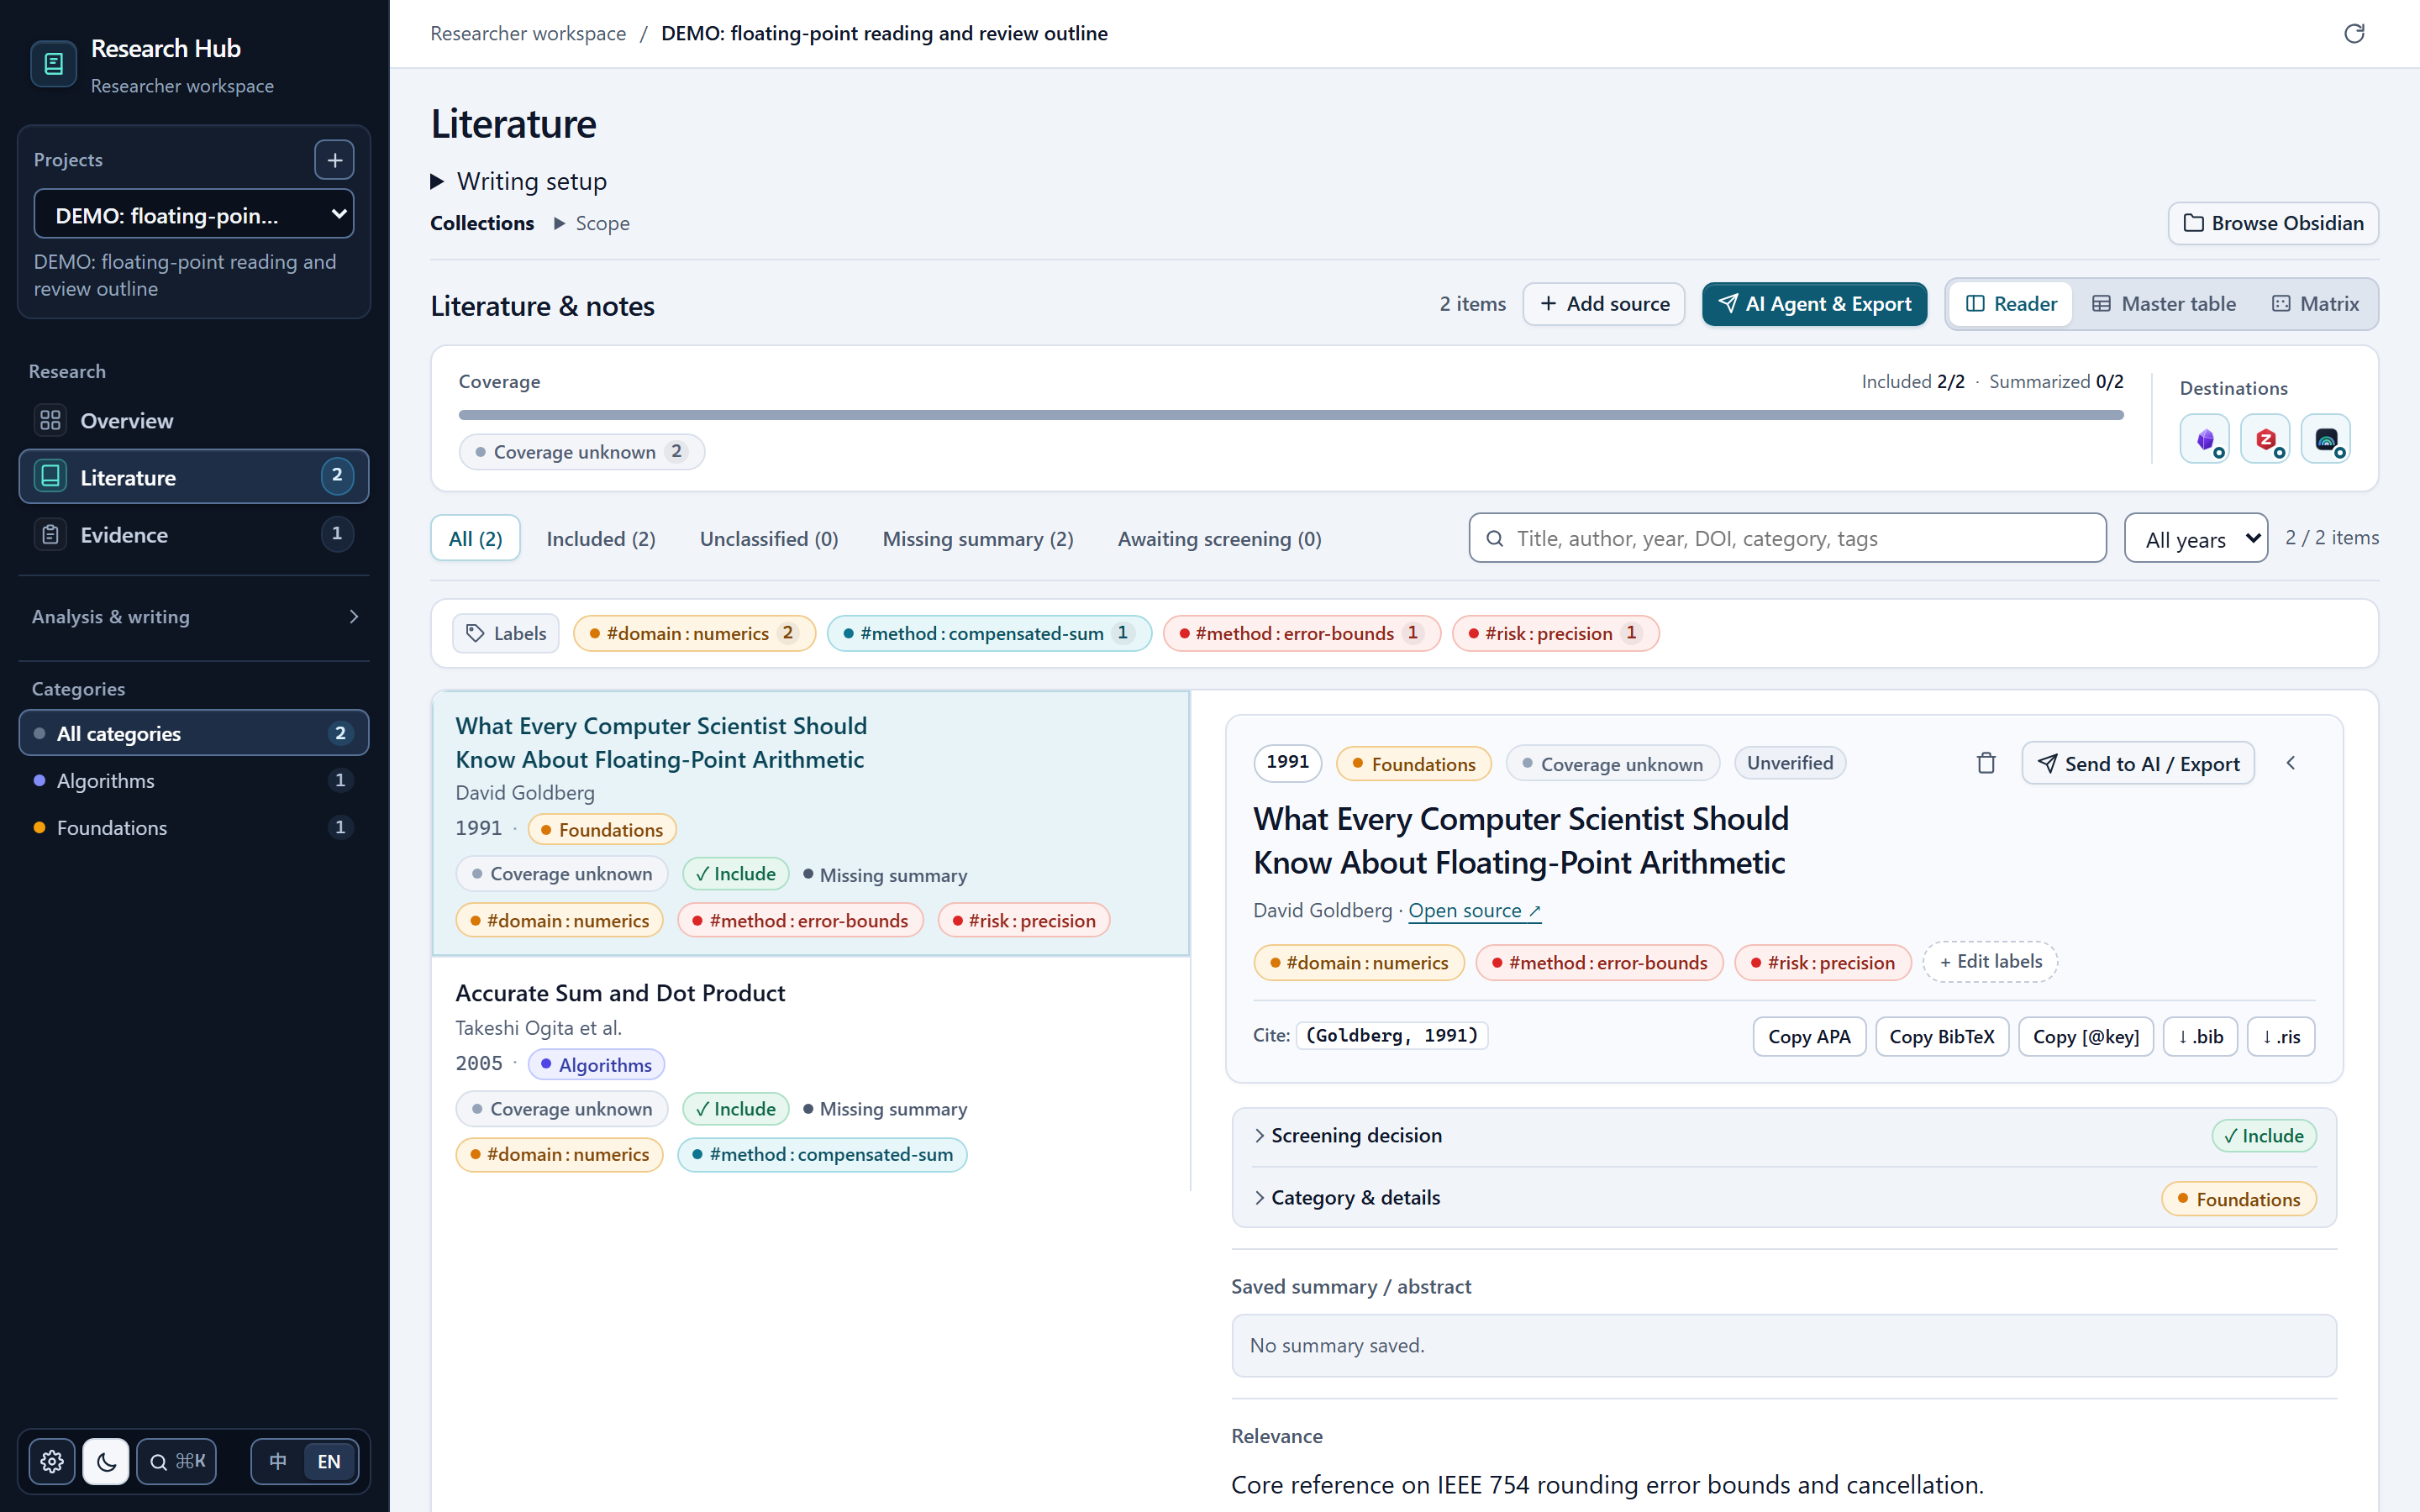 Research Hub
Researcher workspace
Projects
DEMO: floating-poin...
DEMO: floating-point reading and
review outline
Research
Overview
Literature 2
Evidence 1
Analysis & writing
Categories
All categories 2
Algorithms 1
Foundations 1
⌘K
中 EN
Researcher workspace / DEMO: floating-point reading and review outline
Literature
Writing setup
Collections Scope
Browse Obsidian
Literature & notes
2 items
+ Add source
AI Agent & Export
Reader
Master table
Matrix
Coverage
Included 2/2 · Summarized 0/2
Coverage unknown 2
Destinations
All (2)
Included (2)
Unclassified (0)
Missing summary (2)
Awaiting screening (0)
Title, author, year, DOI, category, tags
All years
2 / 2 items
Labels
#domain:numerics 2
#method:compensated-sum 1
#method:error-bounds 1
#risk:precision 1
What Every Computer Scientist Should
Know About Floating-Point Arithmetic
David Goldberg
1991 · Foundations
Coverage unknown ✓ Include Missing summary
#domain:numerics #method:error-bounds #risk:precision
Accurate Sum and Dot Product
Takeshi Ogita et al.
2005 · Algorithms
Coverage unknown ✓ Include Missing summary
#domain:numerics #method:compensated-sum
1991 Foundations Coverage unknown Unverified
Send to AI / Export
What Every Computer Scientist Should
Know About Floating-Point Arithmetic
David Goldberg · Open source ↗
#domain:numerics #method:error-bounds #risk:precision + Edit labels
Cite: (Goldberg, 1991)
Copy APA
Copy BibTeX
Copy [@key]
↓ .bib
↓ .ris
Screening decision ✓ Include
Category & details Foundations
Saved summary / abstract
No summary saved.
Relevance
Core reference on IEEE 754 rounding error bounds and cancellation.